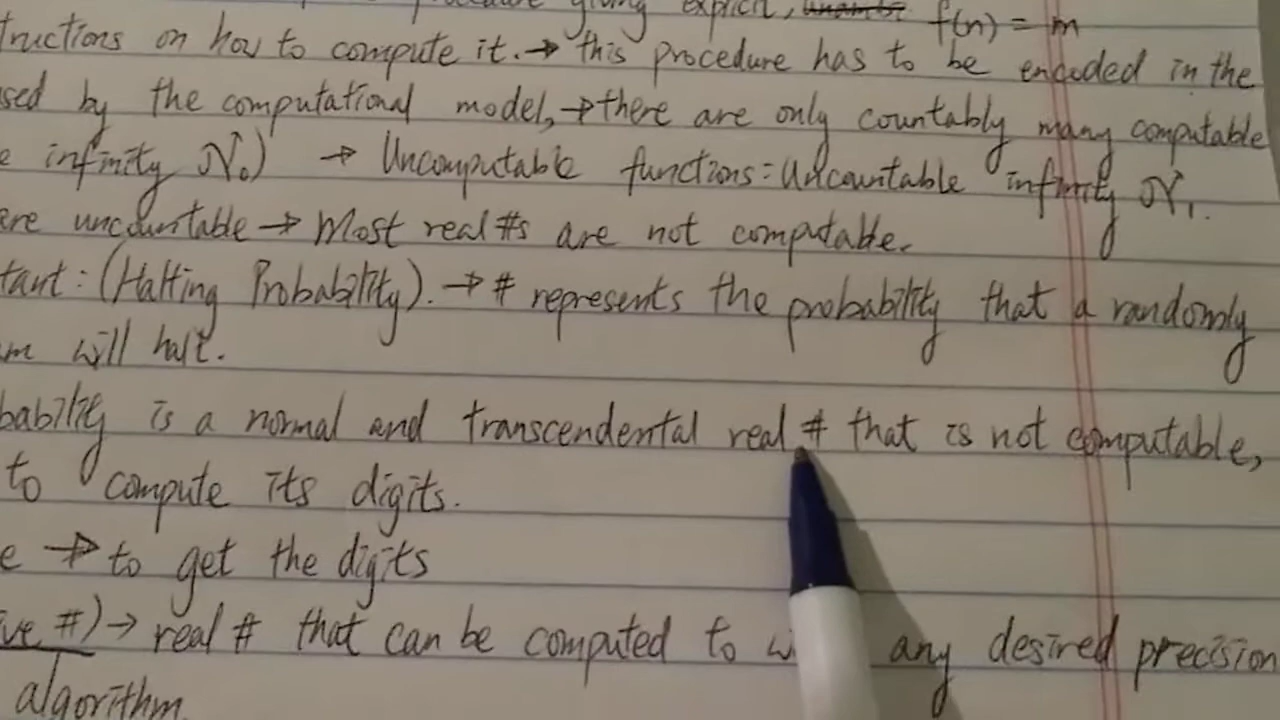 giving explicit, f(n) = m
tructions on how to compute it. → this procedure has to be encoded in the
sed by the computational model, → there are only countably many computable
e infinity ℵ₀) → Uncomputable functions: Uncountable infinity ℵ₁.
are uncountable → Most real #s are not computable.
tant: (Halting Probability). → # represents the probability that a randomly
m will halt.
bability is a normal and transcendental real # that is not computable,
to compute its digits.
e → to get the digits
ve #) → real # that can be computed to any desired precision
algorithm.